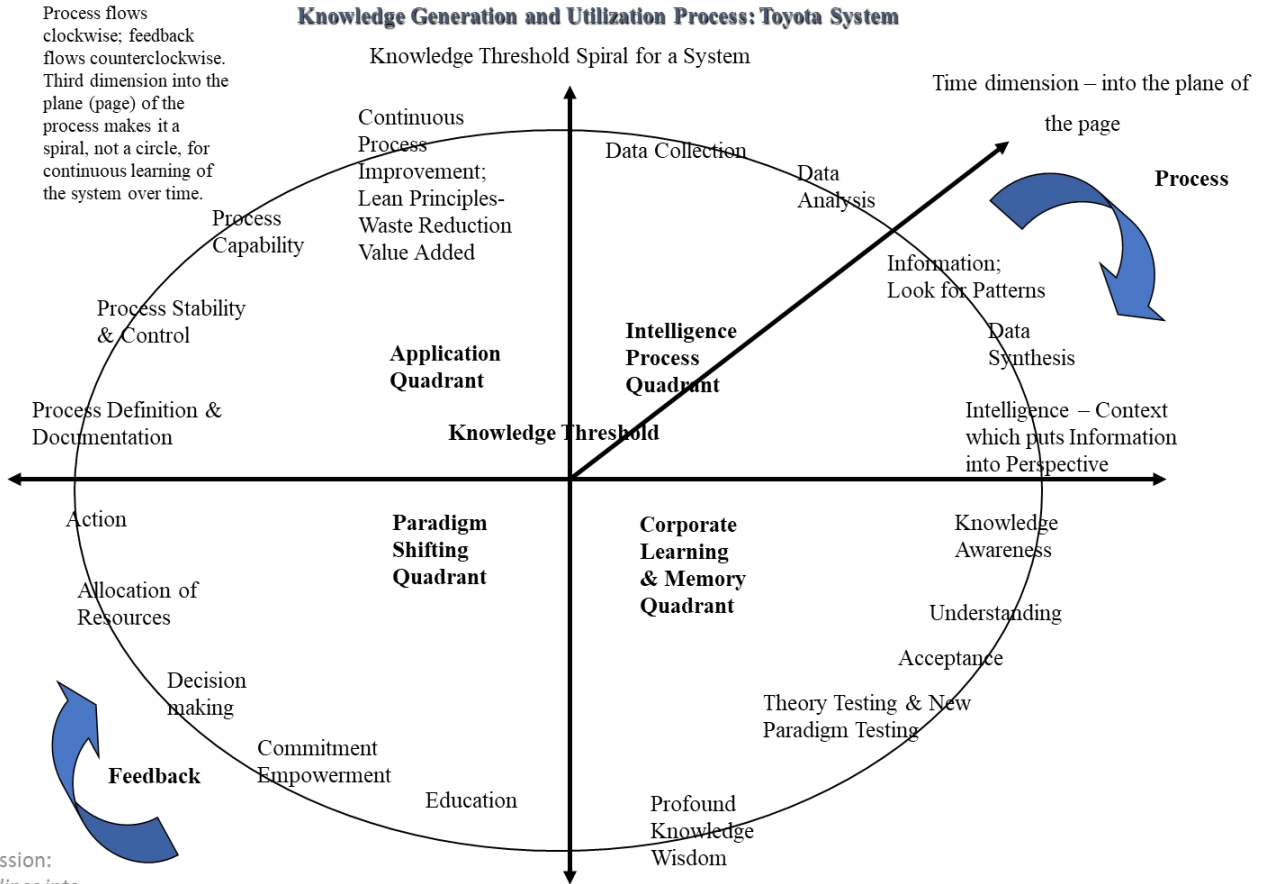 Knowledge Generation and Utilization Process: Toyota System
Process flows
clockwise; feedback
flows counterclockwise.
Third dimension into the
plane (page) of the
process makes it a
spiral, not a circle, for
continuous learning of
the system over time.
Knowledge Threshold Spiral for a System
Time dimension – into the plane of
the page
Process
Data Collection
Data
Analysis
Information;
Look for Patterns
Data
Synthesis
Intelligence – Context
which puts Information
into Perspective
Intelligence
Process
Quadrant
Continuous
Process
Improvement;
Lean Principles-
Waste Reduction
Value Added
Process
Capability
Process Stability
& Control
Process Definition &
Documentation
Application
Quadrant
Knowledge Threshold
Paradigm
Shifting
Quadrant
Corporate
Learning
& Memory
Quadrant
Knowledge
Awareness
Understanding
Acceptance
Theory Testing & New
Paradigm Testing
Profound
Knowledge
Wisdom
Education
Commitment
Empowerment
Decision
making
Allocation of
Resources
Action
Feedback
ssion: